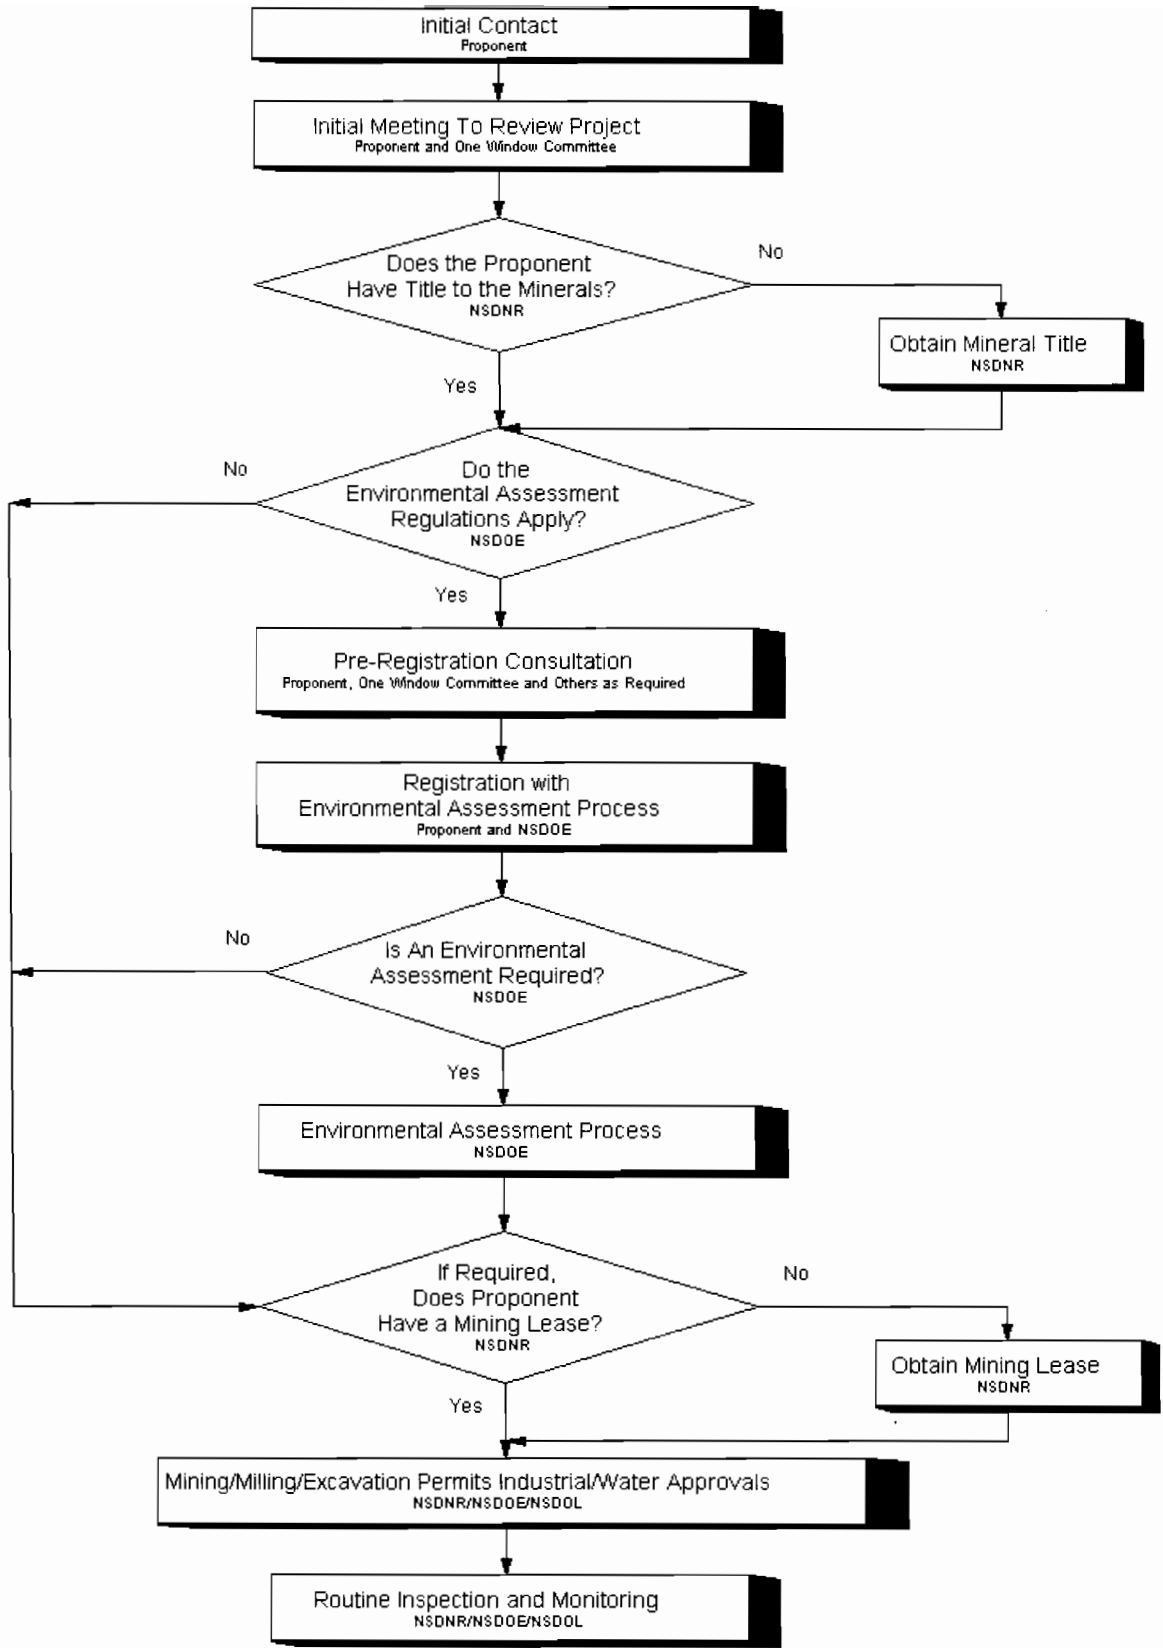 Initial Contact
Proponent
Initial Meeting To Review Project
Proponent and One Window Committee
Does the Proponent
Have Title to the Minerals?
NSDNR
No
Obtain Mineral Title
NSDNR
Yes
Do the
Environmental Assessment
Regulations Apply?
NSDOE
No
Yes
Pre-Registration Consultation
Proponent, One Window Committee and Others as Required
Registration with
Environmental Assessment Process
Proponent and NSDOE
Is An Environmental
Assessment Required?
NSDOE
No
Yes
Environmental Assessment Process
NSDOE
If Required,
Does Proponent
Have a Mining Lease?
NSDNR
No
Obtain Mining Lease
NSDNR
Yes
Mining/Milling/Excavation Permits Industrial/Water Approvals
NSDNR/NSDOE/NSDOL
Routine Inspection and Monitoring
NSDNR/NSDOE/NSDOL